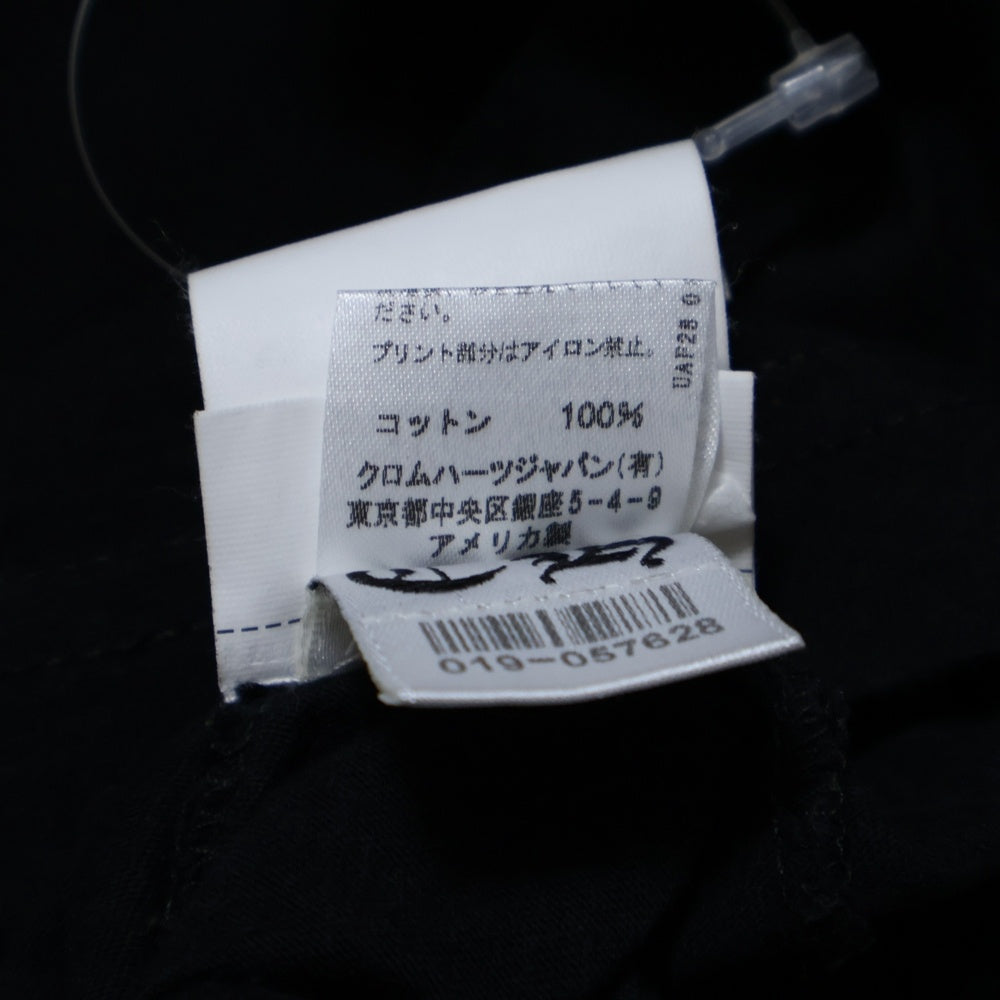 ださい。
プリント部分はアイロン禁止。
コットン 100%
クロムハーツジャパン(有)
東京都中央区銀座5-4-9
アメリカ製
019-057628